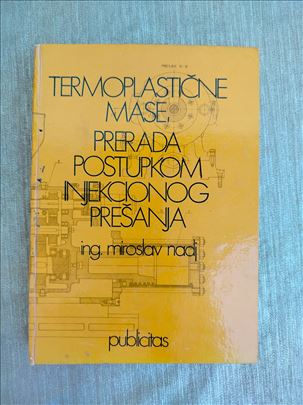 TERMOPLASTIČNE
MASE,
PRERADA
POSTUPKOM
INJEKCIONOG
PREŠANJA
ing. miroslav nadj
publicitas